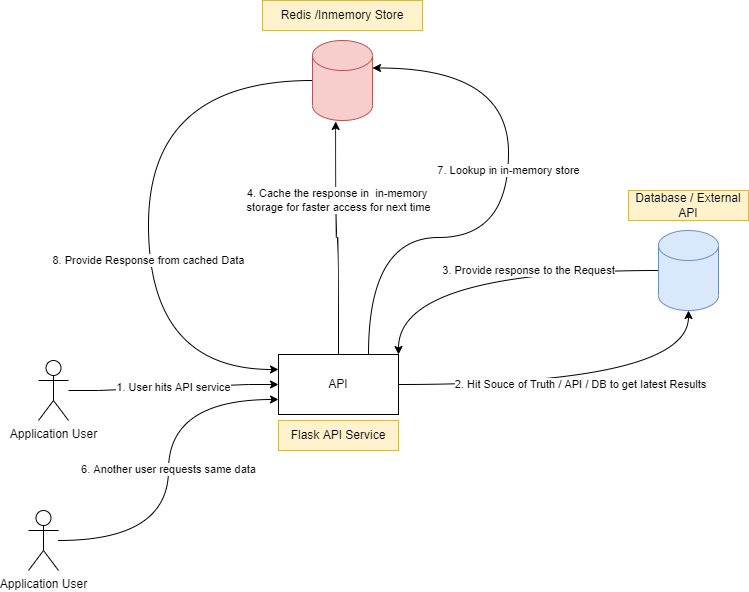 Redis /Inmemory Store
7. Lookup in in-memory store
4. Cache the response in in-memory
storage for faster access for next time
Database / External
API
8. Provide Response from cached Data
3. Provide response to the Request
1. User hits API service
API
2. Hit Souce of Truth / API / DB to get latest Results
Application User
Flask API Service
6. Another user requests same data
Application User